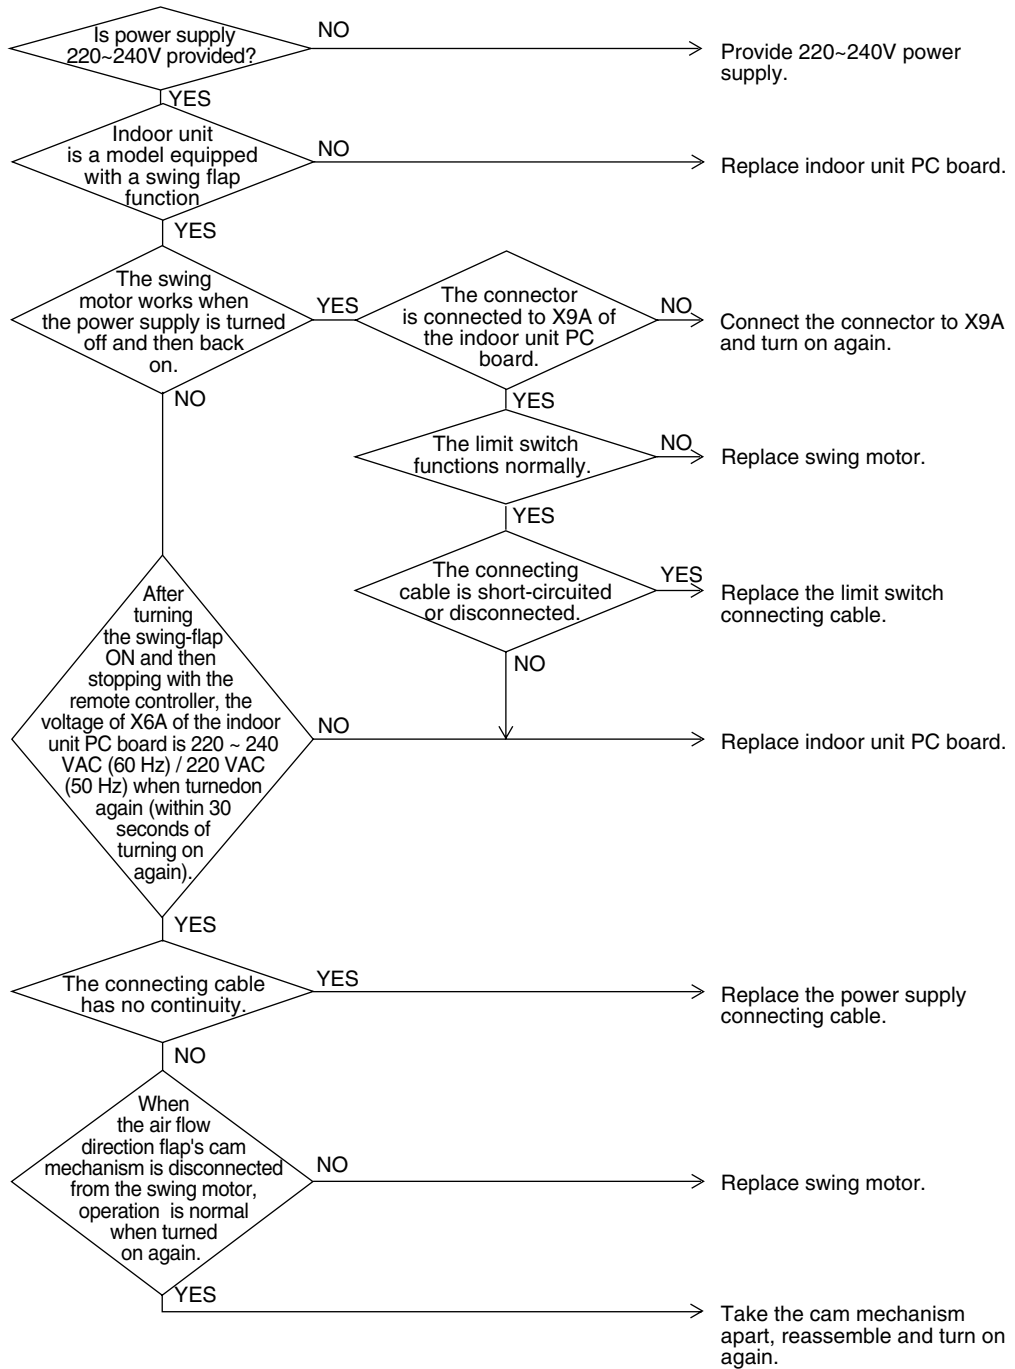 Is power supply
220~240V provided?
NO
Provide 220~240V power
supply.
YES
Indoor unit
is a model equipped
with a swing flap
function
NO
Replace indoor unit PC board.
YES
The swing
motor works when
the power supply is turned
off and then back
on.
YES
The connector
is connected to X9A of
the indoor unit PC
board.
NO
Connect the connector to X9A
and turn on again.
NO
YES
The limit switch
functions normally.
NO
Replace swing motor.
YES
The connecting
cable is short-circuited
or disconnected.
YES
Replace the limit switch
connecting cable.
NO
After
turning
the swing-flap
ON and then
stopping with the
remote controller, the
voltage of X6A of the indoor
unit PC board is 220 ~ 240
VAC (60 Hz) / 220 VAC
(50 Hz) when turnedon
again (within 30
seconds of
turning on
again).
NO
Replace indoor unit PC board.
YES
The connecting cable
has no continuity.
YES
Replace the power supply
connecting cable.
NO
When
the air flow
direction flap's cam
mechanism is disconnected
from the swing motor,
operation is normal
when turned
on again.
NO
Replace swing motor.
YES
Take the cam mechanism
apart, reassemble and turn on
again.